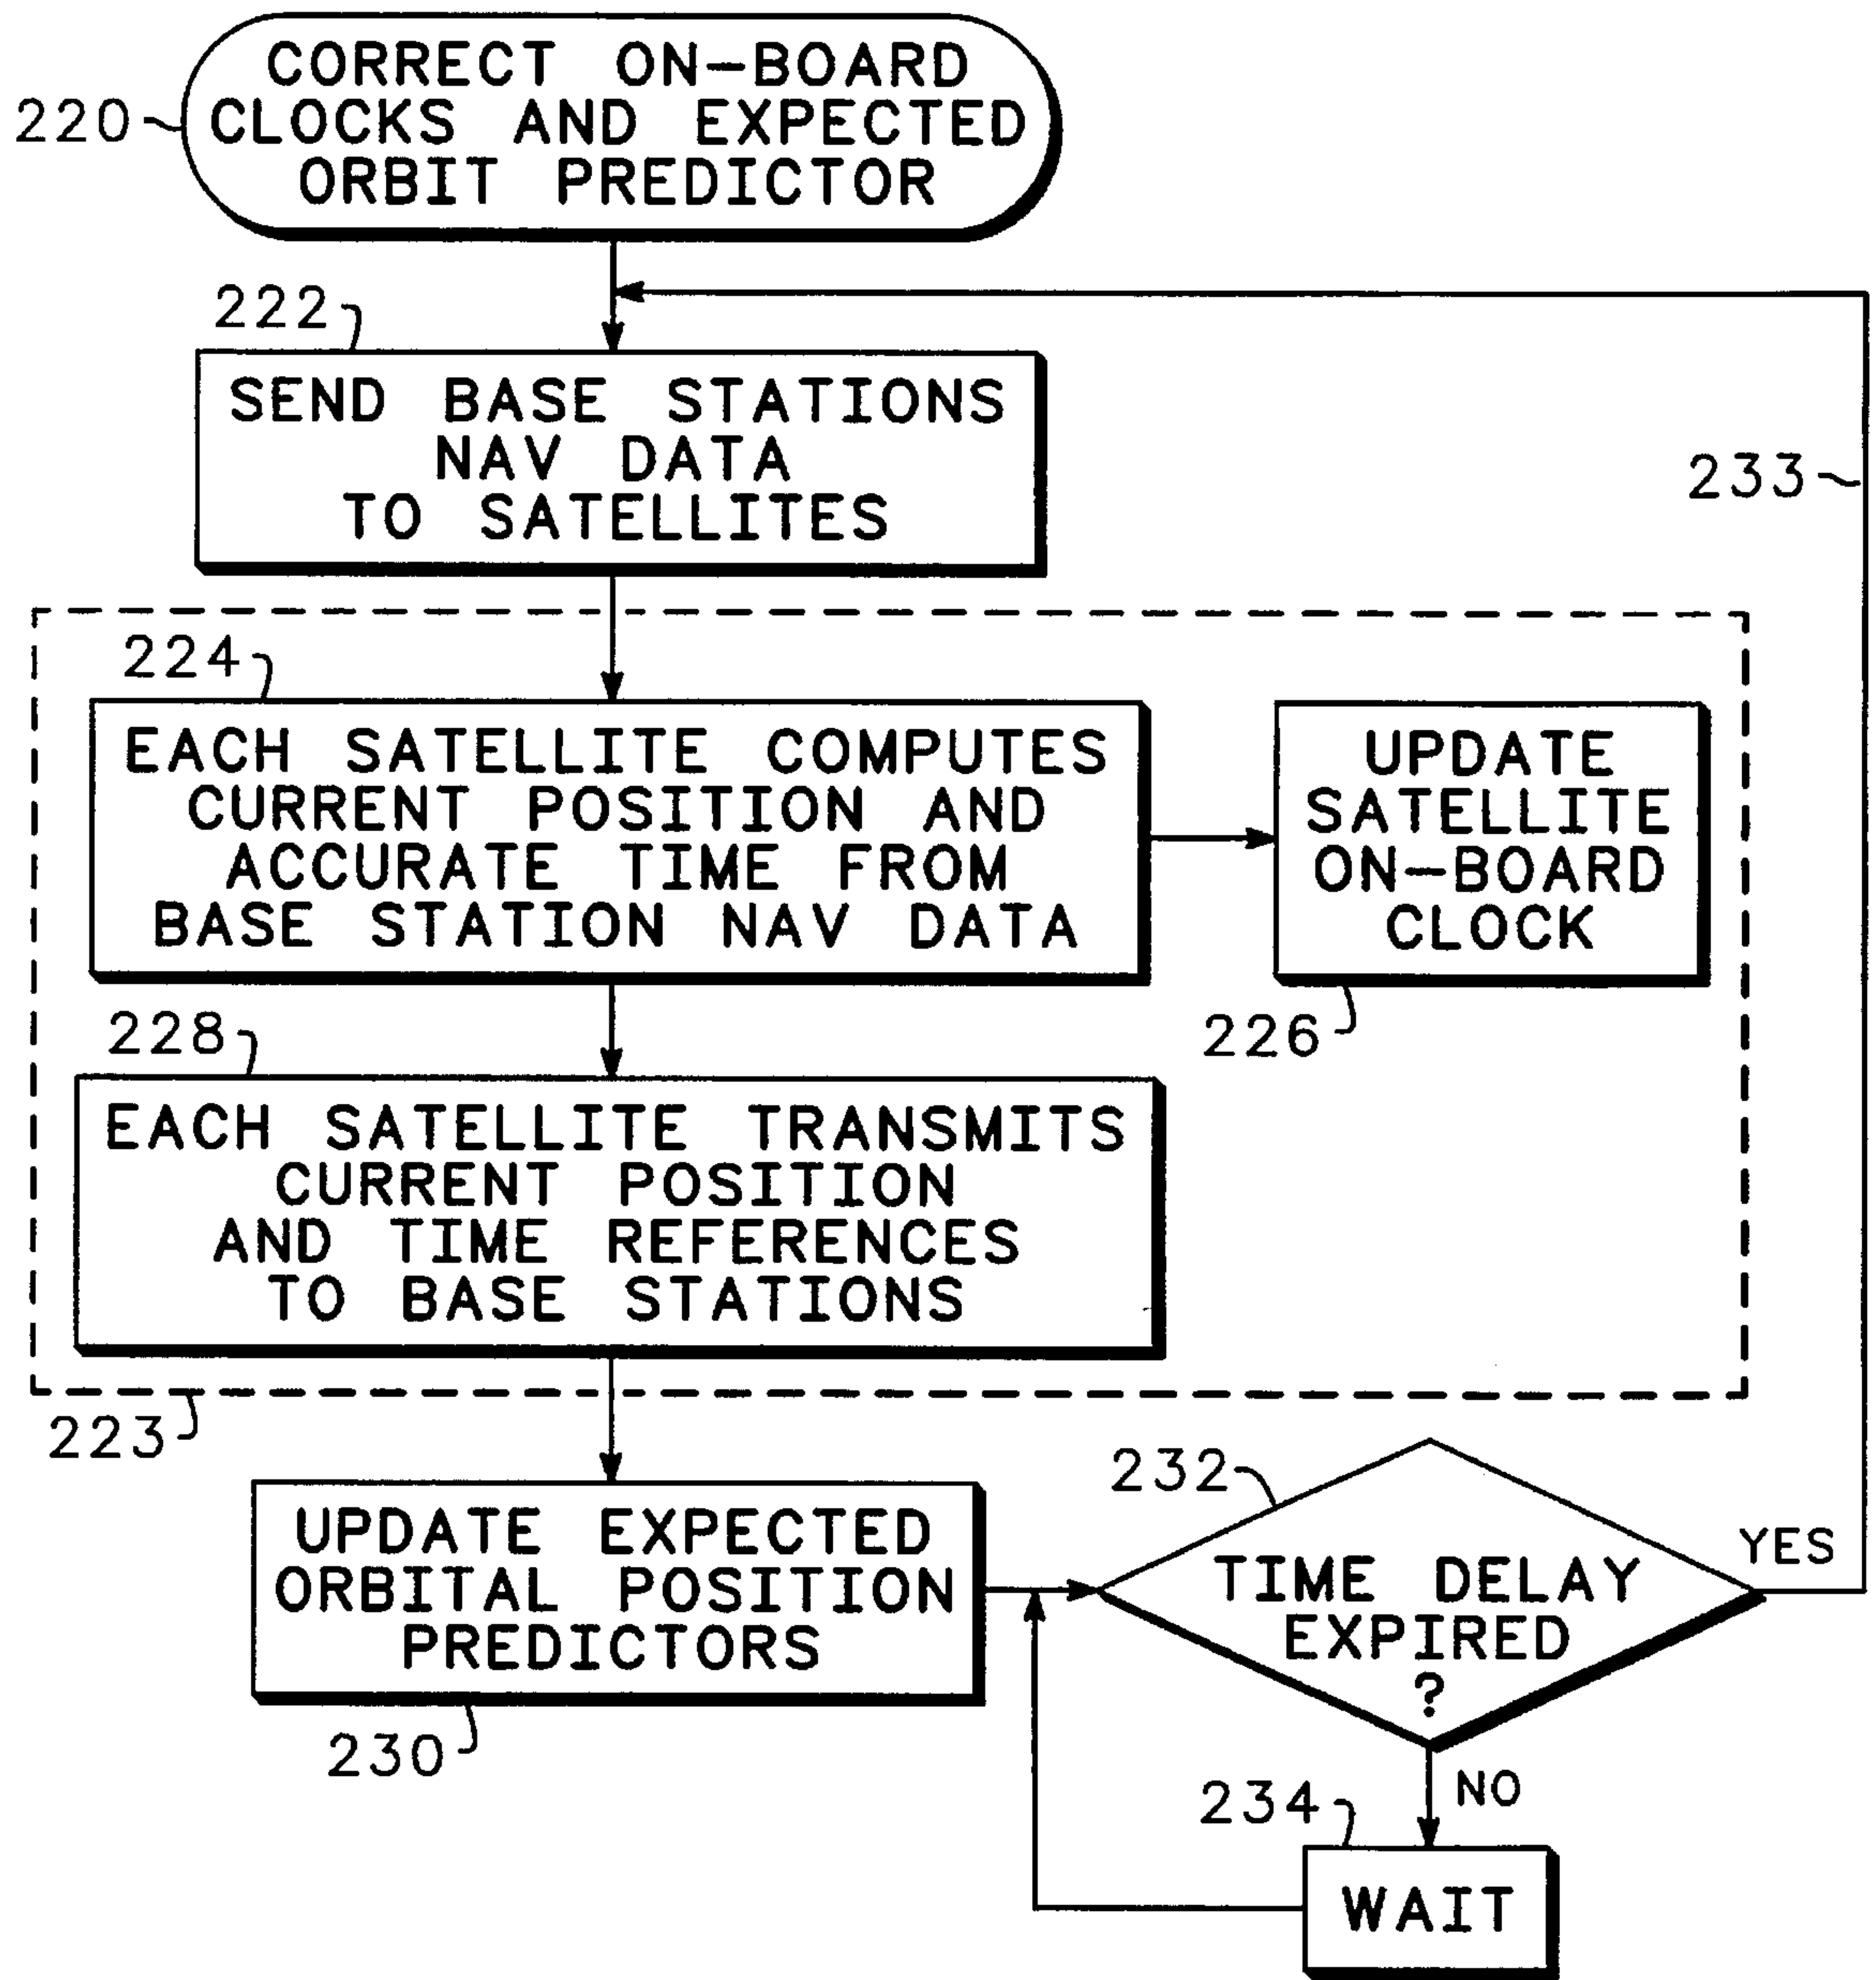 CORRECT ON-BOARD
220
CLOCKS AND EXPECTED
ORBIT PREDICTOR
222
SEND BASE STATIONS
NAV DATA
TO SATELLITES
233
224
EACH SATELLITE COMPUTES
CURRENT POSITION AND
ACCURATE TIME FROM
BASE STATION NAV DATA
UPDATE
SATELLITE
ON-BOARD
CLOCK
226
228
EACH SATELLITE TRANSMITS
CURRENT POSITION
AND TIME REFERENCES
TO BASE STATIONS
223
UPDATE EXPECTED
ORBITAL POSITION
PREDICTORS
230
232
TIME DELAY
EXPIRED
?
YES
NO
234
WAIT